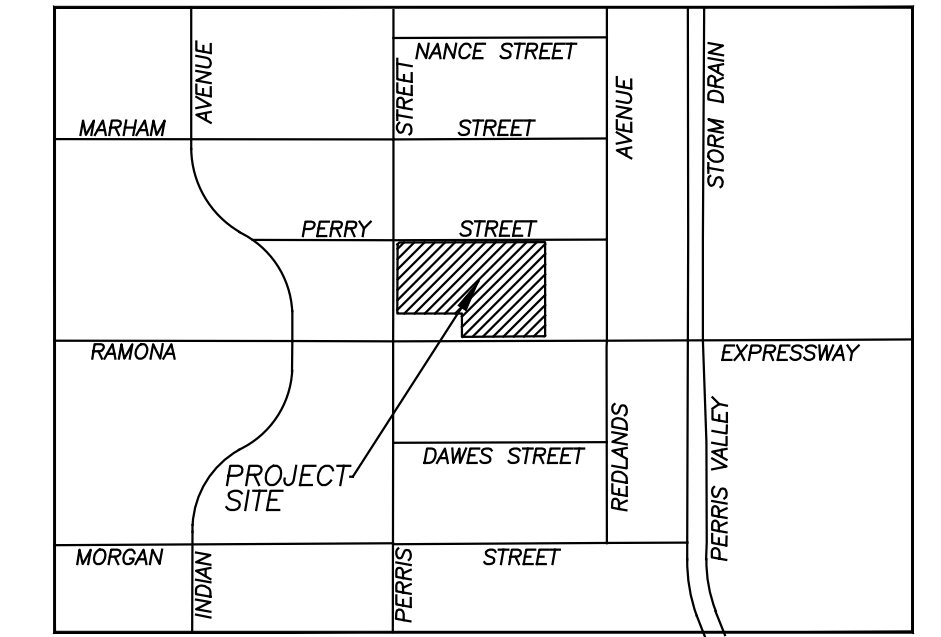 NANCE STREET
AVENUE
STREET
AVENUE
STORM DRAIN
MARHAM
STREET
PERRY
STREET
RAMONA
EXPRESSWAY
PROJECT
SITE
DAWES STREET
REDLANDS
PERRIS VALLEY
MORGAN
INDIAN
PERRIS
STREET